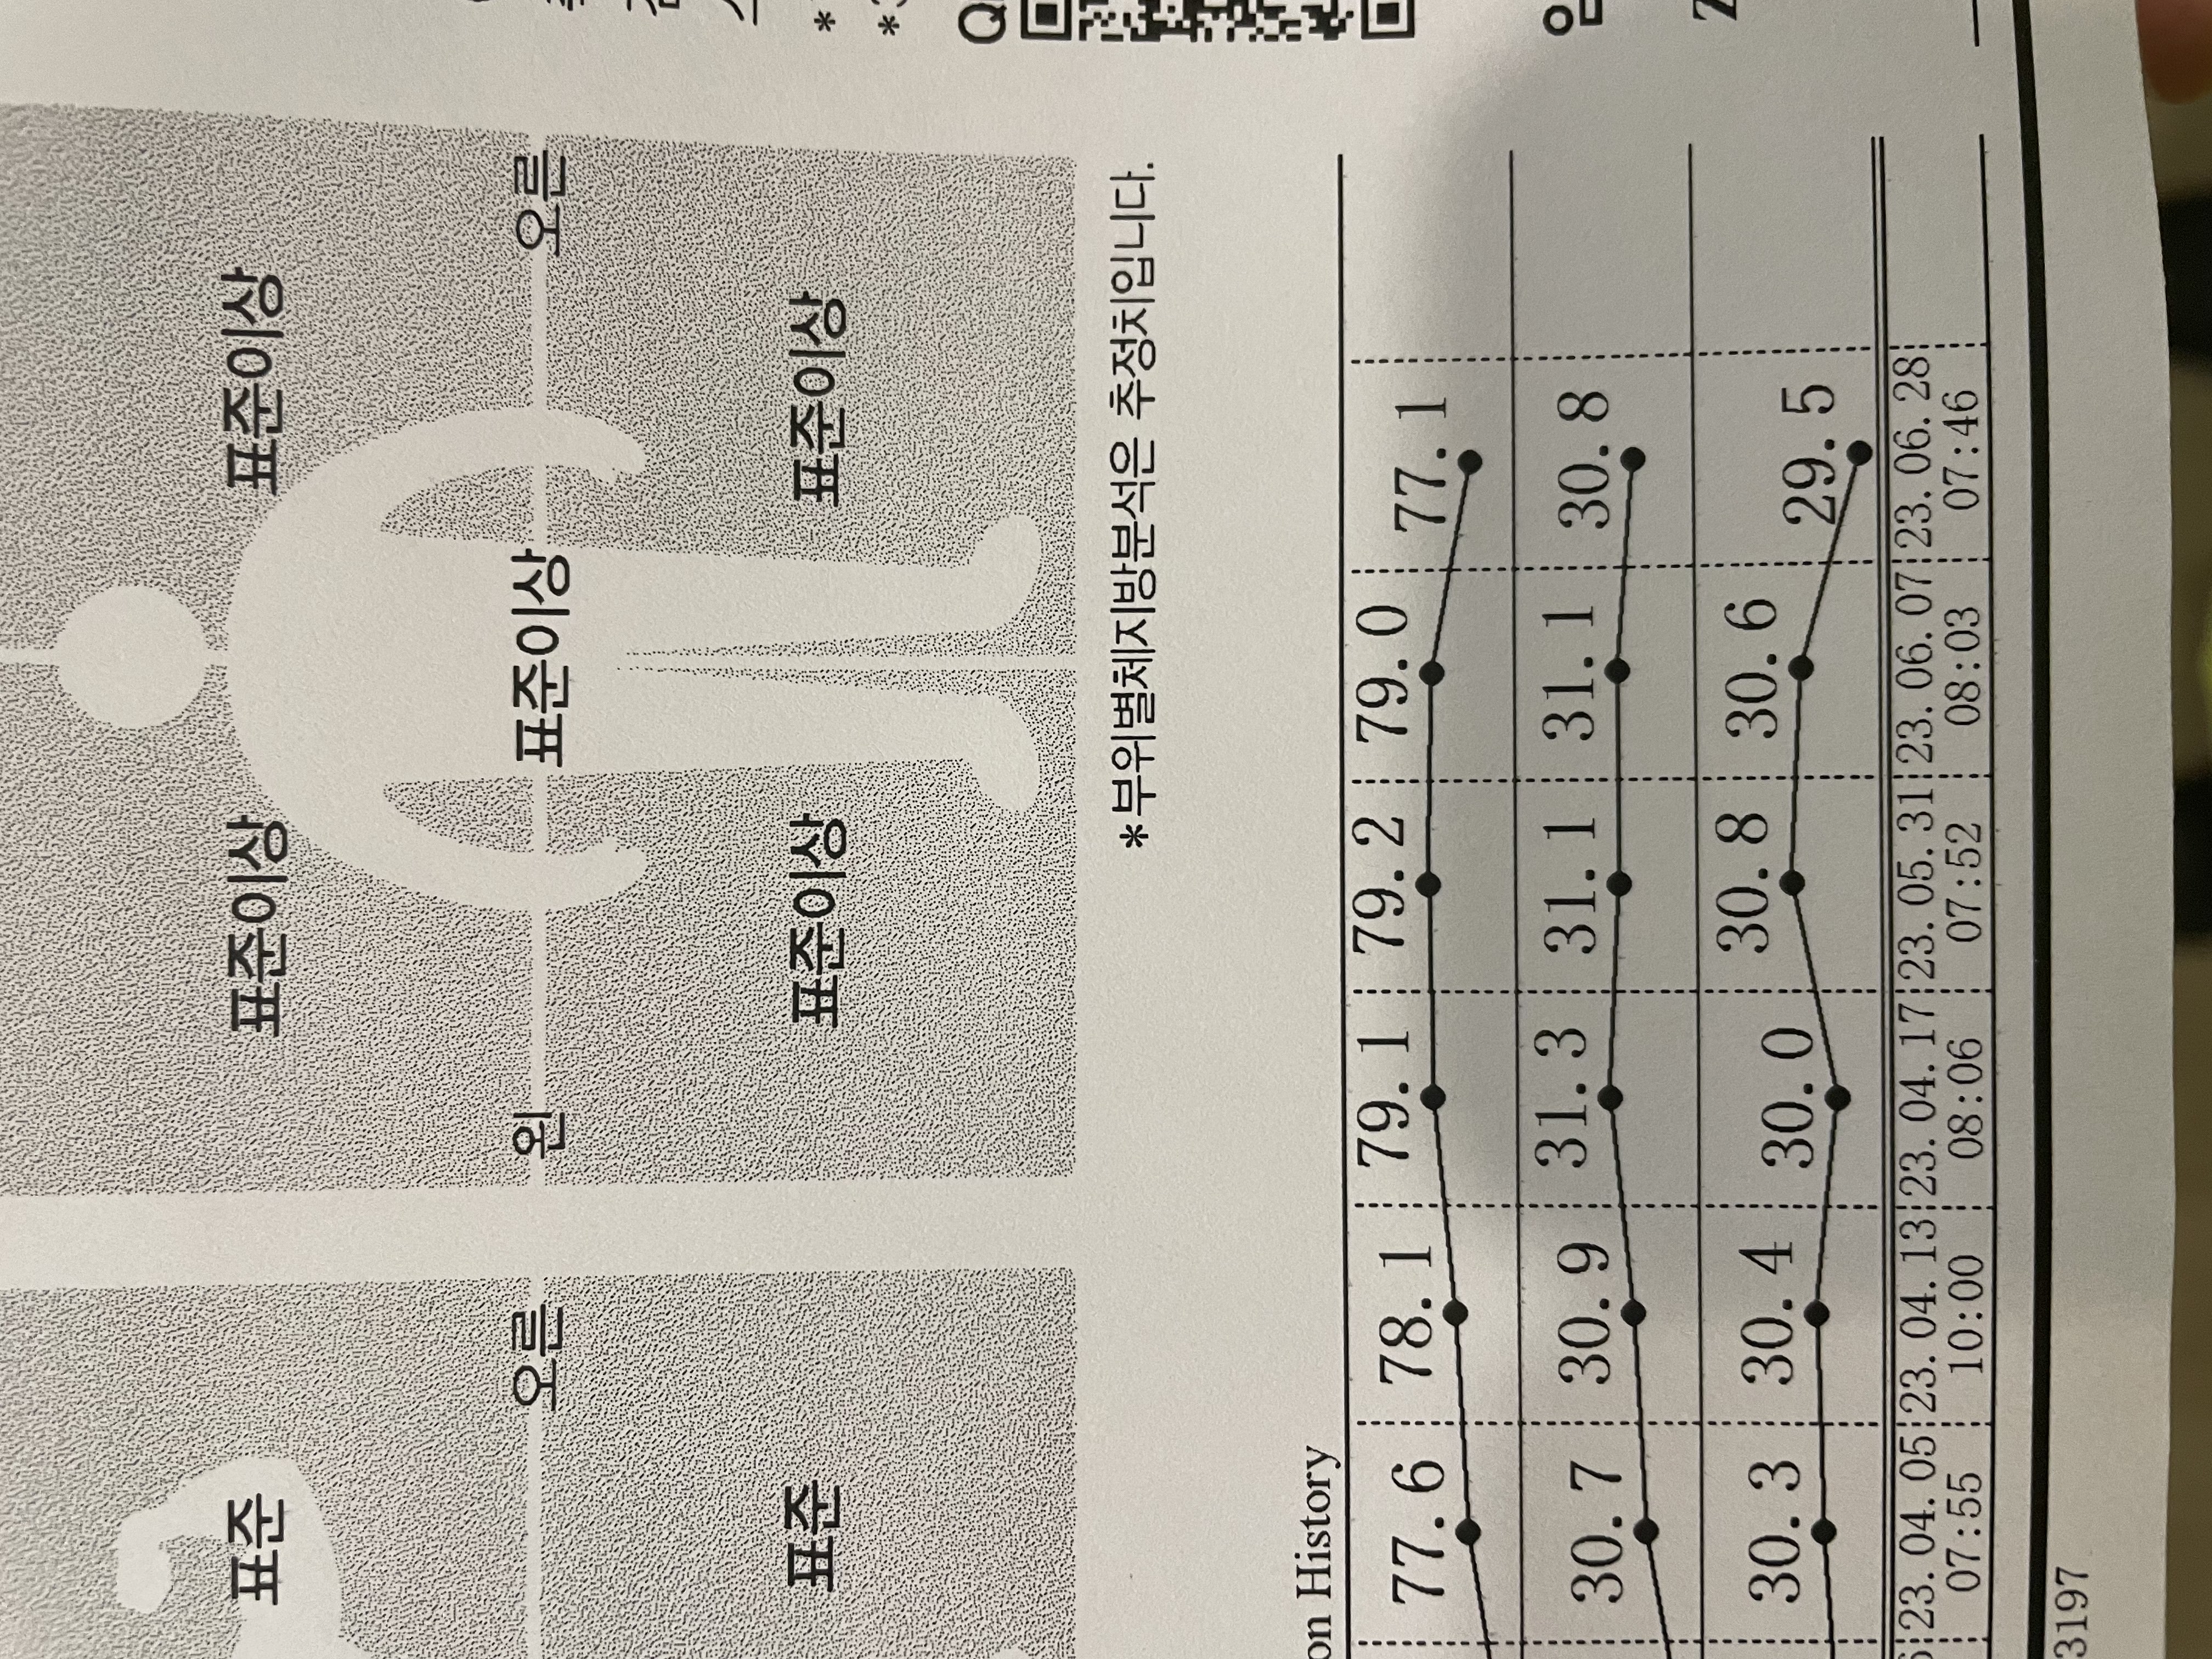 표준
표준이상 표준이상
오른
왼 표준이상 오른
표준
표준이상 표준이상
*부위별체지방분석은 추정치입니다.
on History
77.6 78.1 79.1 79.2 79.0 77.1
30.7 30.9 31.3 31.1 31.1 30.8
30.3 30.4 30.0 30.8 30.6 29.5
23.04.05 23.04.13 23.04.17 23.05.31 23.06.07 23.06.28
07:55 10:00 08:06 07:52 08:03 07:46
3197